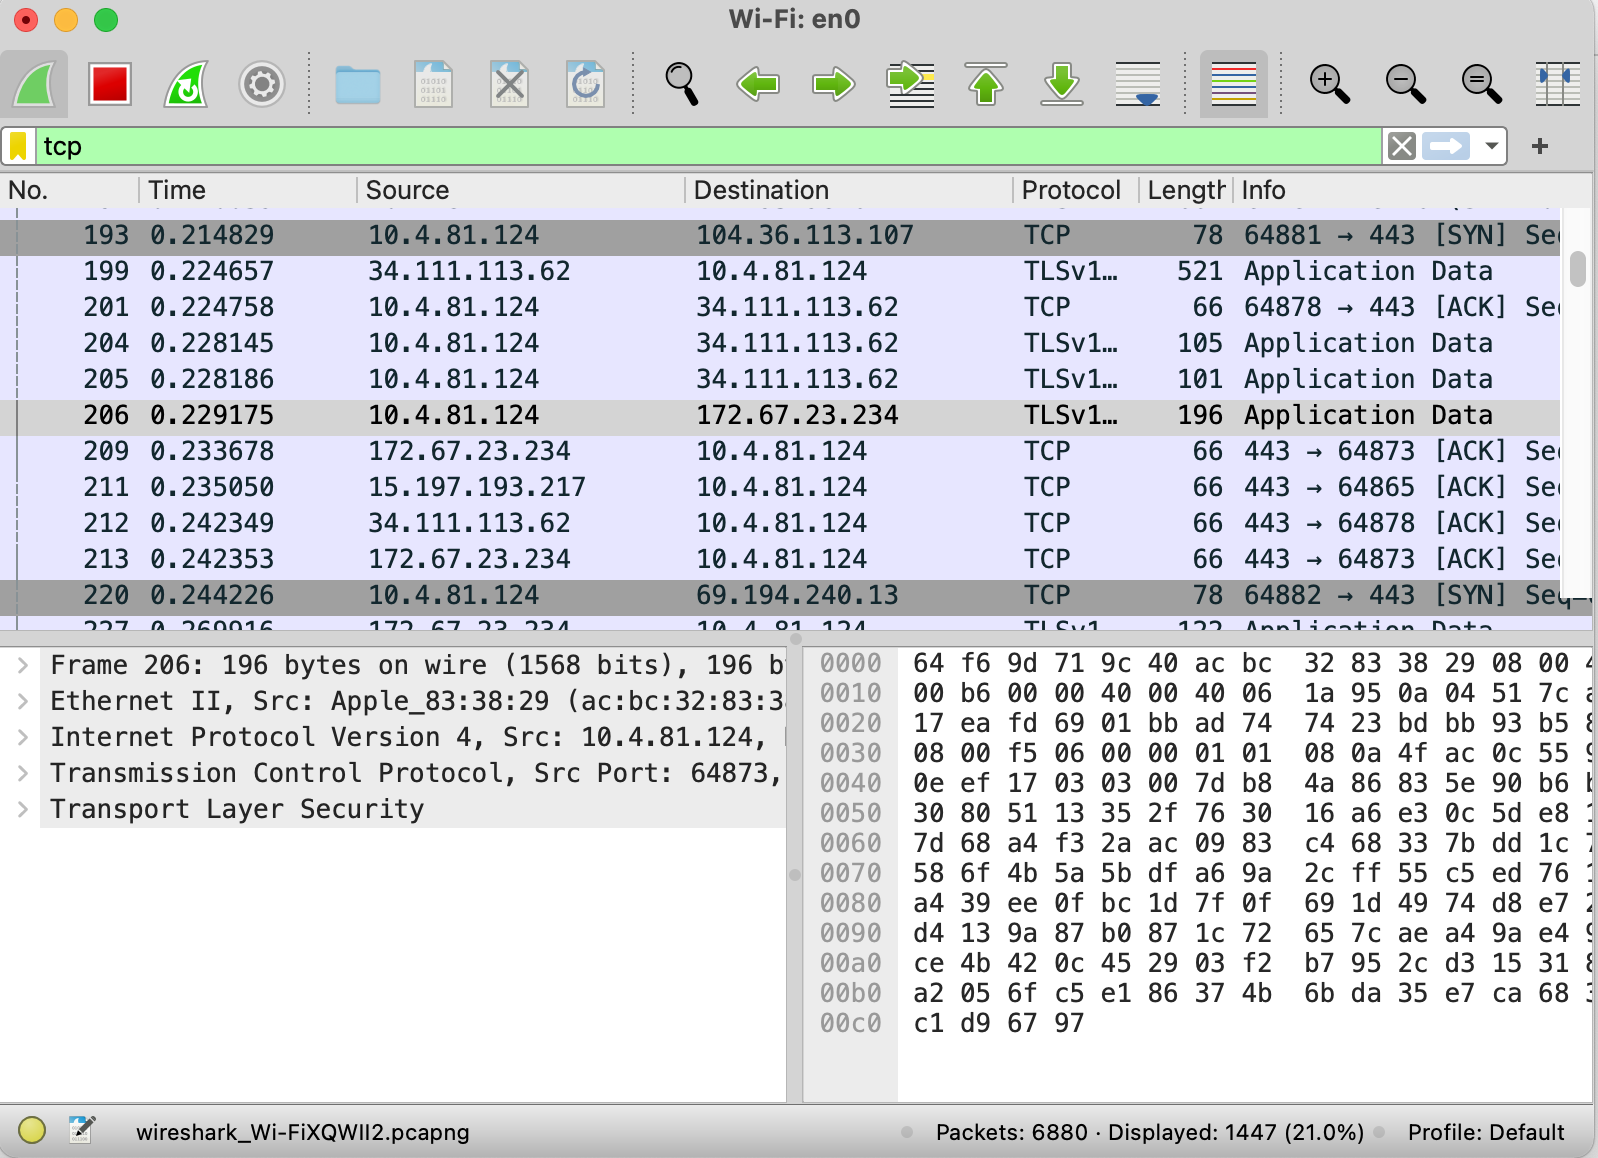 Wi-Fi: en0
tcp
No. Time Source Destination Protocol Length Info
193 0.214829 10.4.81.124 104.36.113.107 TCP 78 64881 → 443 [SYN]
199 0.224657 34.111.113.62 10.4.81.124 TLSv1… 521 Application Data
201 0.224758 10.4.81.124 34.111.113.62 TCP 66 64878 → 443 [ACK]
204 0.228145 10.4.81.124 34.111.113.62 TLSv1… 105 Application Data
205 0.228186 10.4.81.124 34.111.113.62 TLSv1… 101 Application Data
206 0.229175 10.4.81.124 172.67.23.234 TLSv1… 196 Application Data
209 0.233678 172.67.23.234 10.4.81.124 TCP 66 443 → 64873 [ACK]
211 0.235050 15.197.193.217 10.4.81.124 TCP 66 443 → 64865 [ACK]
212 0.242349 34.111.113.62 10.4.81.124 TCP 66 443 → 64878 [ACK]
213 0.242353 172.67.23.234 10.4.81.124 TCP 66 443 → 64873 [ACK]
220 0.244226 10.4.81.124 69.194.240.13 TCP 78 64882 → 443 [SYN] Seq
Frame 206: 196 bytes on wire (1568 bits), 196
Ethernet II, Src: Apple_83:38:29 (ac:bc:32:83:3
Internet Protocol Version 4, Src: 10.4.81.124,
Transmission Control Protocol, Src Port: 64873,
Transport Layer Security
0000 64 f6 9d 71 9c 40 ac bc 32 83 38 29 08 00
0010 00 b6 00 00 40 00 40 06 1a 95 0a 04 51 7c
0020 17 ea fd 69 01 bb ad 74 74 23 bd bb 93 b5
0030 08 00 f5 06 00 00 01 01 08 0a 4f ac 0c 55
0040 0e ef 17 03 03 00 7d b8 4a 86 83 5e 90 b6
0050 30 80 51 13 35 2f 76 30 16 a6 e3 0c 5d e8
0060 7d 68 a4 f3 2a ac 09 83 c4 68 33 7b dd 1c
0070 58 6f 4b 5a 5b df a6 9a 2c ff 55 c5 ed 76
0080 a4 39 ee 0f bc 1d 7f 0f 69 1d 49 74 d8 e7
0090 d4 13 9a 87 b0 87 1c 72 65 7c ae a4 9a e4
00a0 ce 4b 42 0c 45 29 03 f2 b7 95 2c d3 15 31
00b0 a2 05 6f c5 e1 86 37 4b 6b da 35 e7 ca 68
00c0 c1 d9 67 97
wireshark_Wi-FiXQWII2.pcapng
Packets: 6880 · Displayed: 1447 (21.0%)
Profile: Default